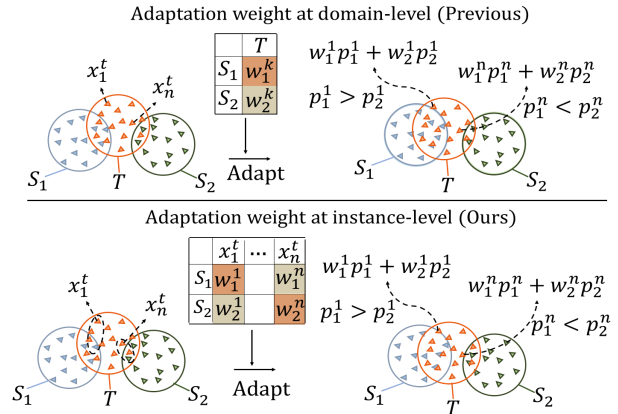 Adaptation weight at domain-level (Previous)
T
S₁ w₁ᵏ
S₂ w₂ᵏ
x₁ᵗ
xₙᵗ
S₁
T
S₂
Adapt
w₁¹p₁¹ + w₂¹p₂¹
p₁¹ > p₂¹
w₁ⁿp₁ⁿ + w₂ⁿp₂ⁿ
p₁ⁿ < p₂ⁿ
S₁
T
S₂
Adaptation weight at instance-level (Ours)
x₁ᵗ ··· xₙᵗ
S₁ w₁¹ w₁ⁿ
S₂ w₂¹ w₂ⁿ
x₁ᵗ
xₙᵗ
S₁
T
S₂
Adapt
w₁¹p₁¹ + w₂¹p₂¹
p₁¹ > p₂¹
w₁ⁿp₁ⁿ + w₂ⁿp₂ⁿ
p₁ⁿ < p₂ⁿ
S₁
T
S₂